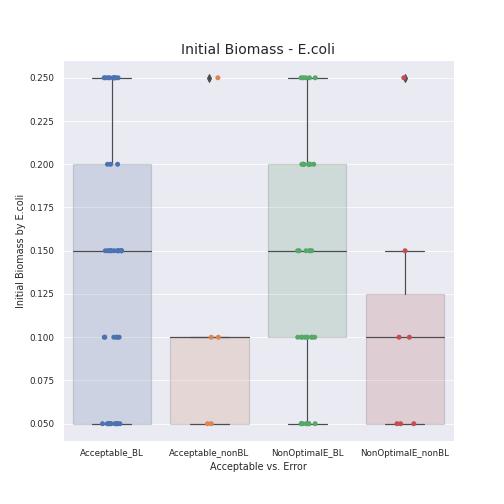 Initial Biomass - E.coli
Initial Biomass by E.coli
0.250
0.225
0.200
0.175
0.150
0.125
0.100
0.075
0.050
Acceptable_BL
Acceptable_nonBL
NonOptimalE_BL
NonOptimalE_nonBL
Acceptable vs. Error